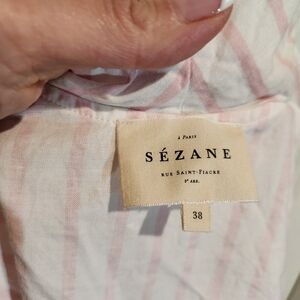 À PARIS
SÉZANE
RUE SAINT-FIACRE
2e ARR.
38